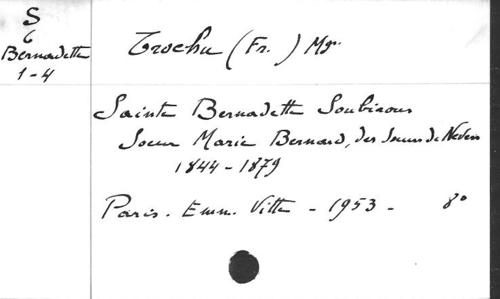 S
6
Bernadette
1-4
Trochu (Fr.) Mgr.
Sainte Bernadette Soubirous
Soeur Marie Bernard, des Soeurs de Nevers
1844-1879
Paris. Emm. Vitte - 1953 - 8°